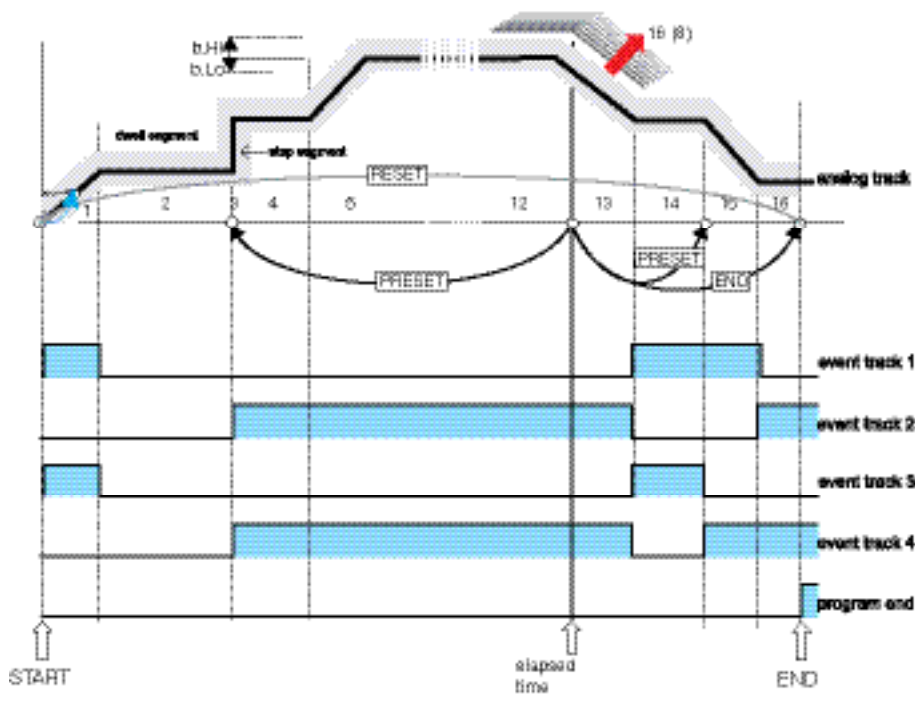 16 (8)
b.Hi
b.Lo
dwell segment
step segment
RESET
analog track
1 2 3 4 5 12 13 14 15 16
PRESET
PRESET
END
event track 1
event track 2
event track 3
event track 4
program end
START
elapsed
time
END